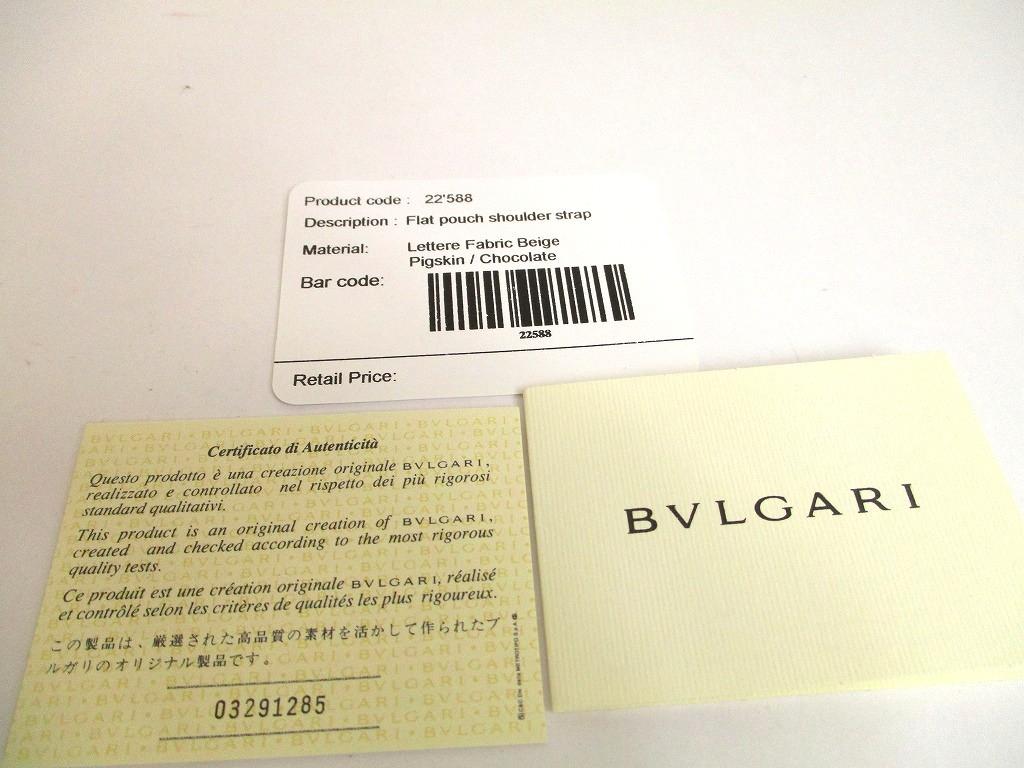 Product code : 22'588
Description : Flat pouch shoulder strap
Material: Lettere Fabric Beige
Pigskin / Chocolate
Bar code:
22588
Retail Price:
Certificato di Autenticità
Questo prodotto è una creazione originale BVLGARI,
realizzato e controllato nel rispetto dei più rigorosi
standard qualitativi.
This product is an original creation of BVLGARI,
created and checked according to the most rigorous
quality tests.
Ce produit est une création originale BVLGARI, réalisé
et contrôlé selon les critères de qualités les plus rigoureux.
この製品は、厳選された高品質の素材を活かして作られたブ
ルガリのオリジナル製品です。
03291285
BVLGARI